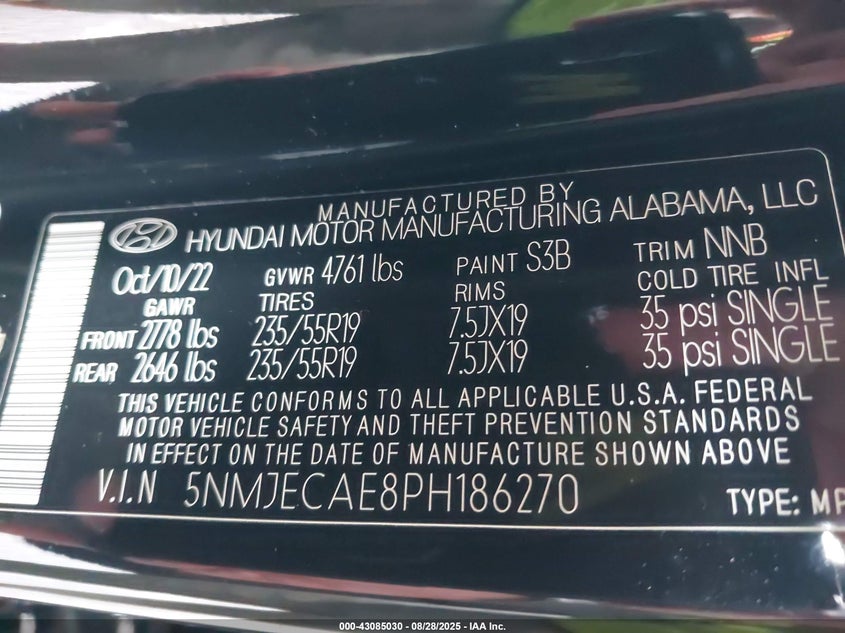 MANUFACTURED BY
HYUNDAI MOTOR MANUFACTURING ALABAMA, LLC
Oct/10/22 GVWR 4761 lbs PAINT S3B TRIM NNB
GAWR TIRES RIMS COLD TIRE INFL
FRONT 2778 lbs 235/55R19 7.5JX19 35 psi SINGLE
REAR 2646 lbs 235/55R19 7.5JX19 35 psi SINGLE
THIS VEHICLE CONFORMS TO ALL APPLICABLE U.S.A. FEDERAL
MOTOR VEHICLE SAFETY AND THEFT PREVENTION STANDARDS
IN EFFECT ON THE DATE OF MANUFACTURE SHOWN ABOVE
V.I.N 5NMJECAE8PH186270 TYPE: MP
000-43085030 - 08/28/2025 - IAA Inc.